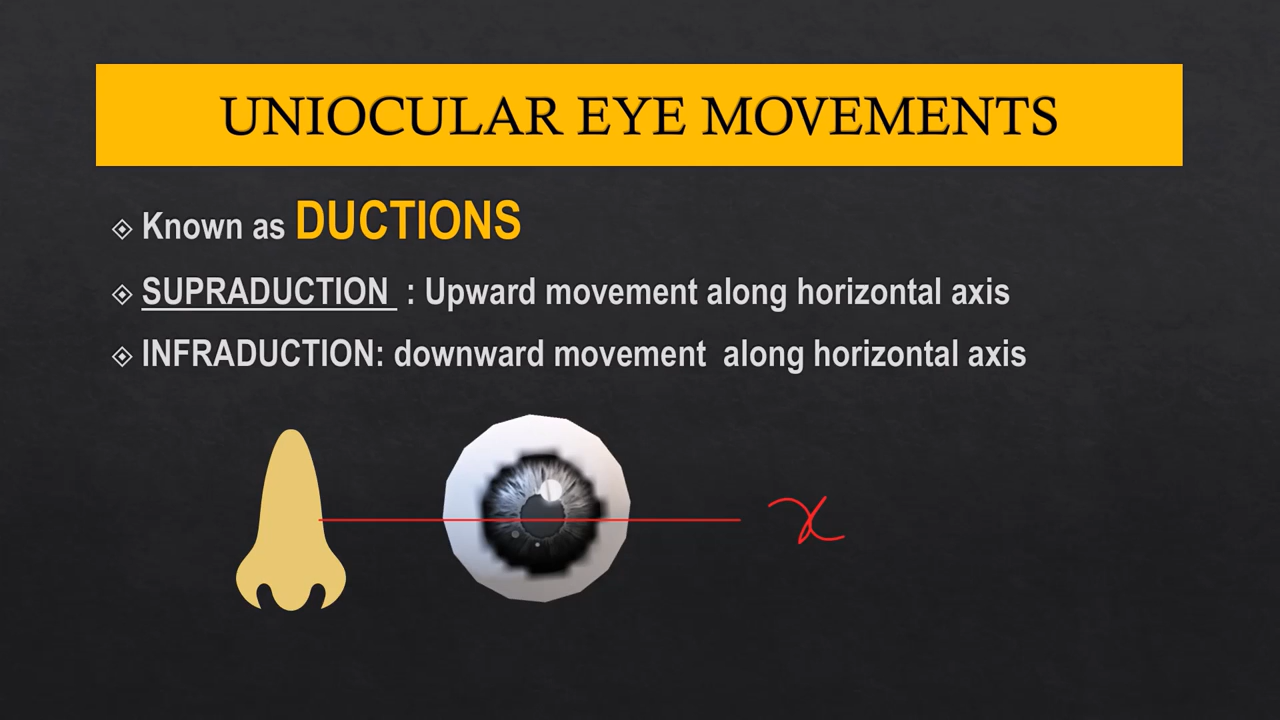 UNIOCULAR EYE MOVEMENTS
Known as DUCTIONS
SUPRADUCTION : Upward movement along horizontal axis
INFRADUCTION: downward movement along horizontal axis
x